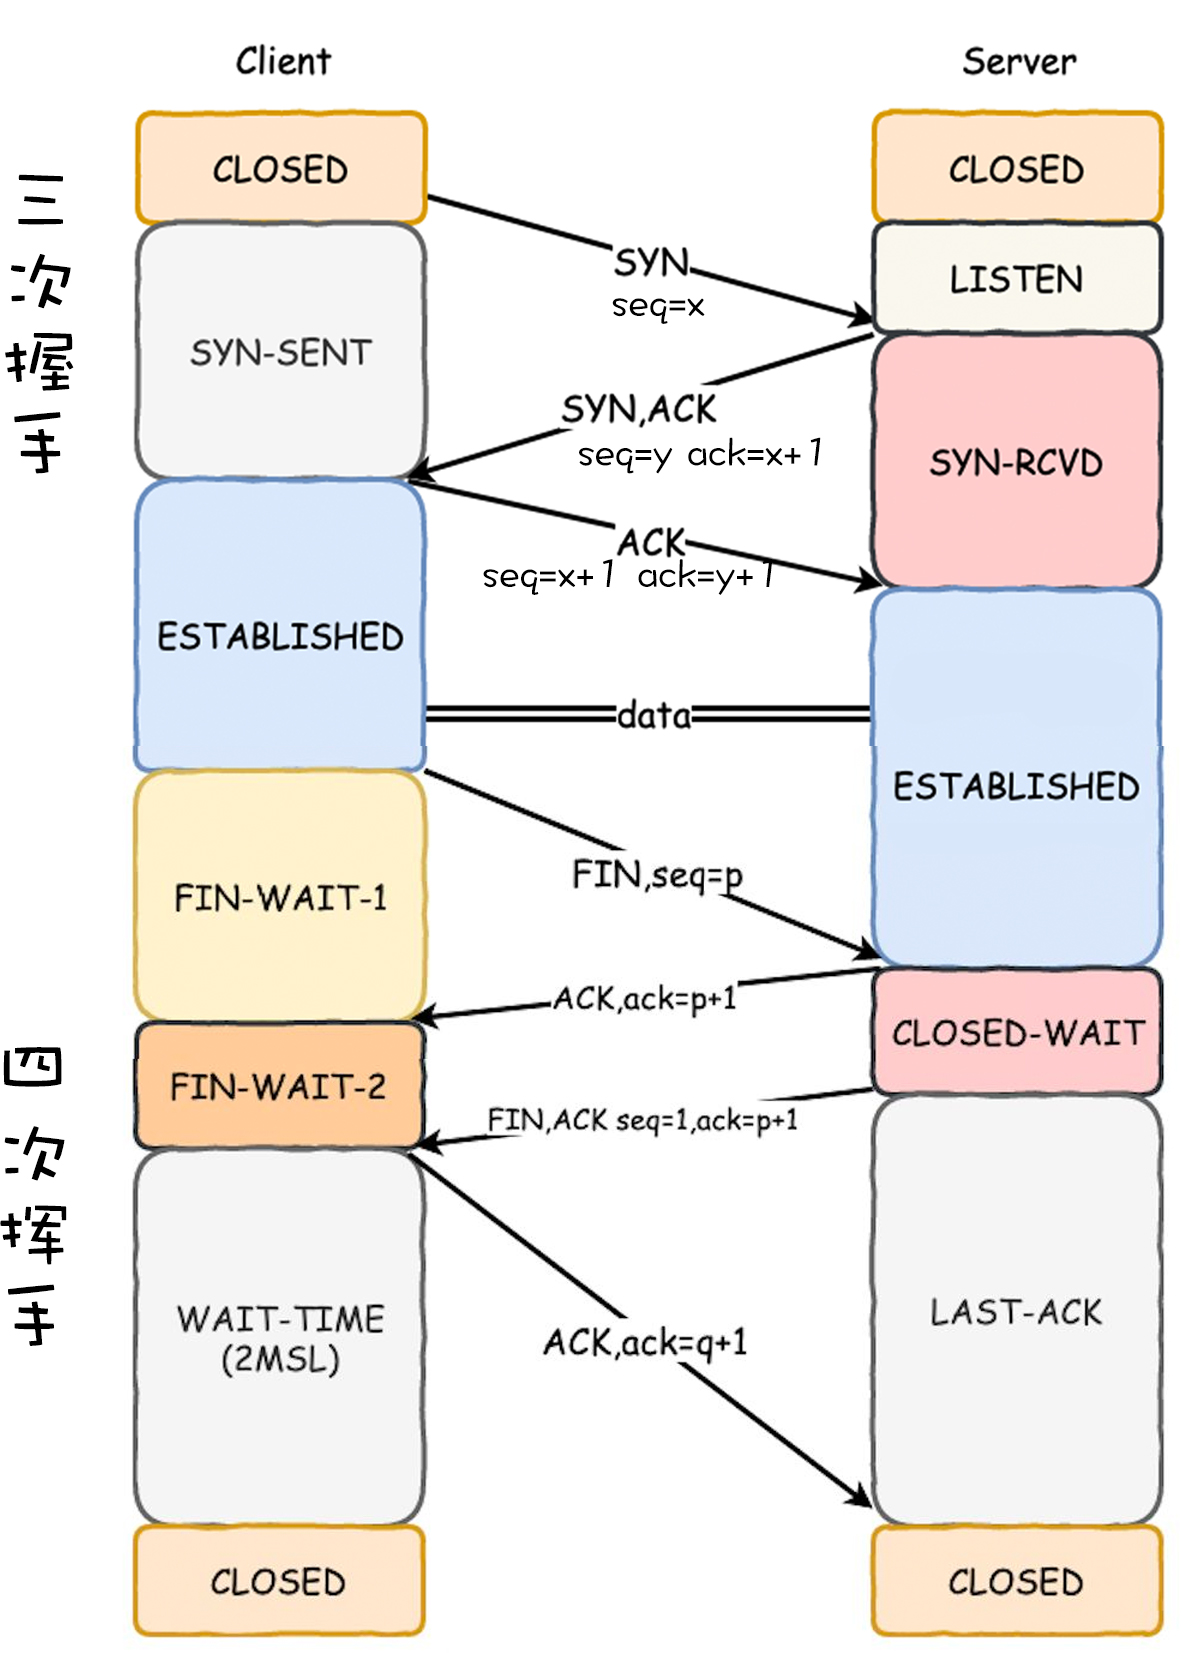 Client
Server
三次握手
CLOSED
CLOSED
SYN
seq=x
LISTEN
SYN-SENT
SYN,ACK
seq=y ack=x+1
SYN-RCVD
ACK
seq=x+1 ack=y+1
ESTABLISHED
data
ESTABLISHED
FIN,seq=p
FIN-WAIT-1
ACK,ack=p+1
CLOSED-WAIT
四次挥手
FIN-WAIT-2
FIN,ACK seq=1,ack=p+1
WAIT-TIME
(2MSL)
LAST-ACK
ACK,ack=q+1
CLOSED
CLOSED